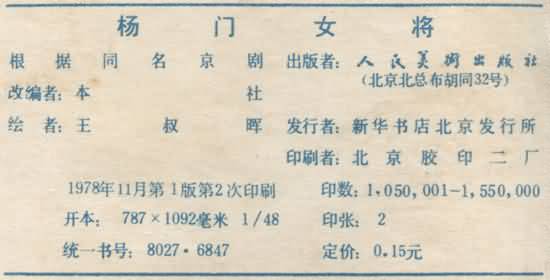 杨门女将
根据同名京剧
改编者：本社
绘者：王叔晖
出版者：人民美術出版社
(北京北总布胡同32号)
发行者：新华书店北京发行所
印刷者：北京胶印二厂
1978年11月第1版第2次印刷
开本：787×1092毫米 1/48
统一书号：8027·6847
印数：1,050,001-1,550,000
印张：2
定价：0.15元